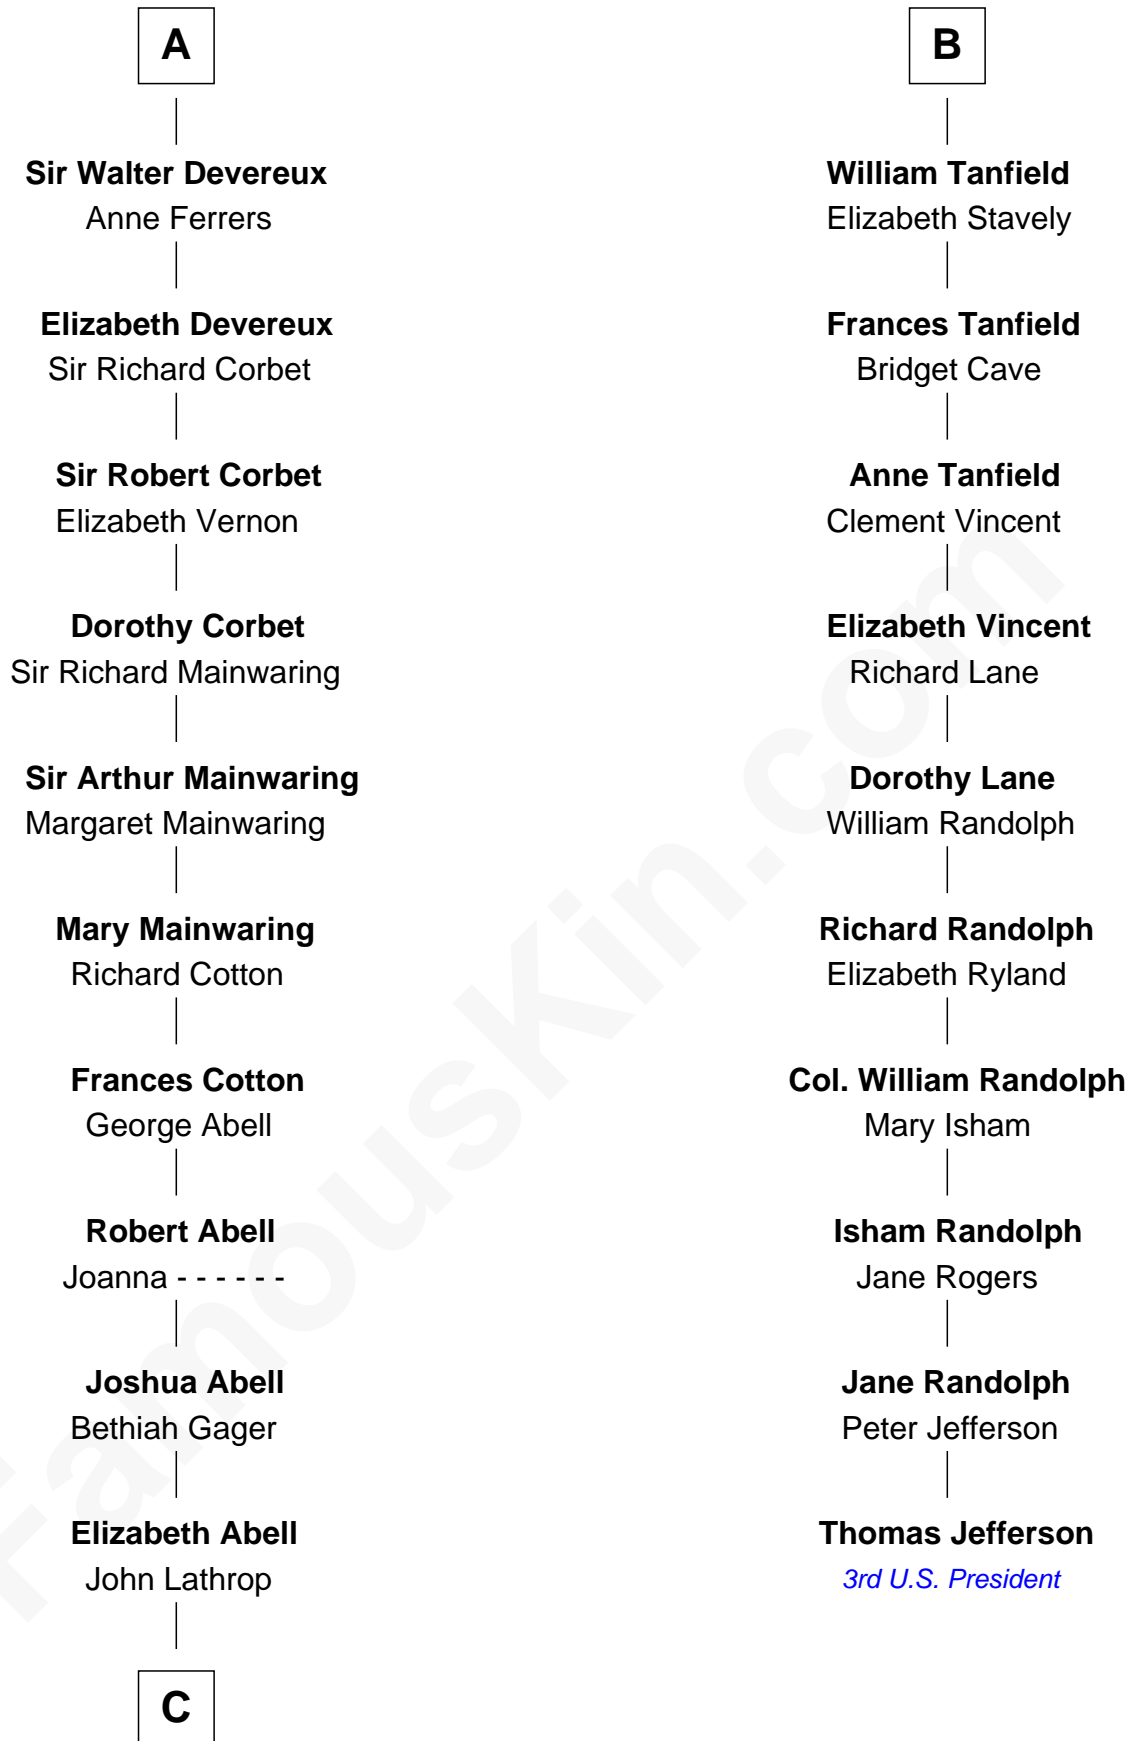 A
Sir Walter Devereux
Anne Ferrers
Elizabeth Devereux
Sir Richard Corbet
Sir Robert Corbet
Elizabeth Vernon
Dorothy Corbet
Sir Richard Mainwaring
Sir Arthur Mainwaring
Margaret Mainwaring
Mary Mainwaring
Richard Cotton
Frances Cotton
George Abell
Robert Abell
Joanna - - - - - -
Joshua Abell
Bethiah Gager
Elizabeth Abell
John Lathrop
C
B
William Tanfield
Elizabeth Stavely
Frances Tanfield
Bridget Cave
Anne Tanfield
Clement Vincent
Elizabeth Vincent
Richard Lane
Dorothy Lane
William Randolph
Richard Randolph
Elizabeth Ryland
Col. William Randolph
Mary Isham
Isham Randolph
Jane Rogers
Jane Randolph
Peter Jefferson
Thomas Jefferson
3rd U.S. President
FamousKin.com